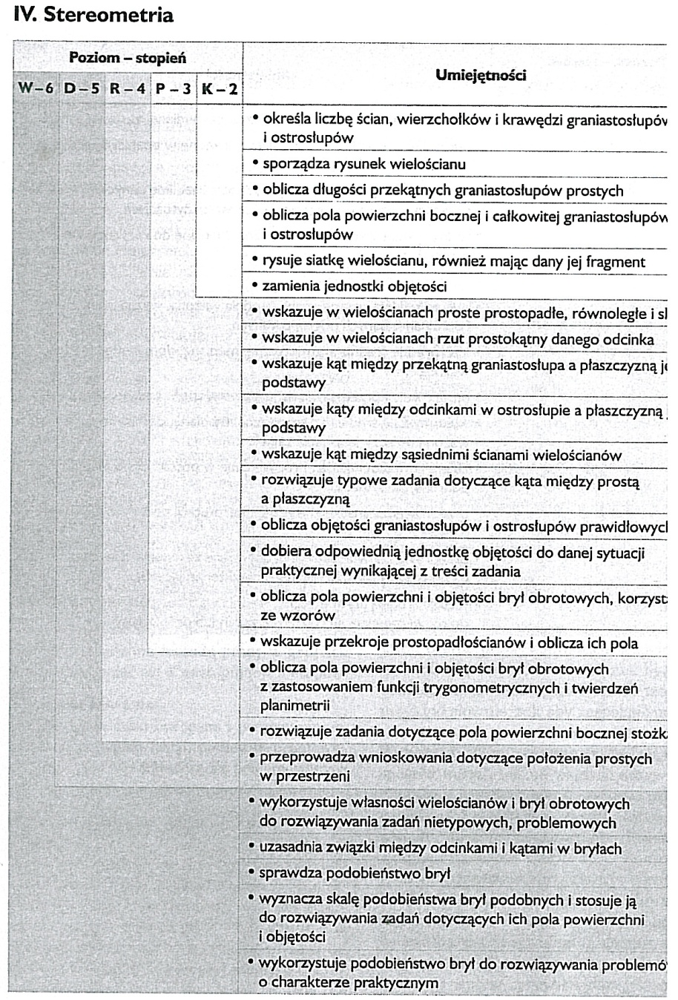 IV. Stereometria
Poziom – stopień
Umiejętności
W – 6 D – 5 R – 4 P – 3 K – 2
• określa liczbę ścian, wierzchołków i krawędzi graniastosłupów
i ostrosłupów
• sporządza rysunek wielościanu
• oblicza długości przekątnych graniastosłupów prostych
• oblicza pola powierzchni bocznej i całkowitej graniastosłupów
i ostrosłupów
• rysuje siatkę wielościanu, również mając dany jej fragment
• zamienia jednostki objętości
• wskazuje w wielościanach proste prostopadłe, równoległe i
• wskazuje w wielościanach rzut prostokątny danego odcinka
• wskazuje kąt między przekątną graniastosłupa a płaszczyzną
podstawy
• wskazuje kąty między odcinkami w ostrosłupie a płaszczyzną
podstawy
• wskazuje kąt między sąsiednimi ścianami wielościanów
• rozwiązuje typowe zadania dotyczące kąta między prostą
a płaszczyzną
• oblicza objętości graniastosłupów i ostrosłupów prawidłowyc
• dobiera odpowiednią jednostkę objętości do danej sytuacji
praktycznej wynikającej z treści zadania
• oblicza pola powierzchni i objętości brył obrotowych, korzyst
ze wzorów
• wskazuje przekroje prostopadłościanów i oblicza ich pola
• oblicza pola powierzchni i objętości brył obrotowych
z zastosowaniem funkcji trygonometrycznych i twierdzeń
planimetrii
• rozwiązuje zadania dotyczące pola powierzchni bocznej stożk
• przeprowadza wnioskowania dotyczące położenia prostych
w przestrzeni
• wykorzystuje własności wielościanów i brył obrotowych
do rozwiązywania zadań nietypowych, problemowych
• uzasadnia związki między odcinkami i kątami w bryłach
• sprawdza podobieństwo brył
• wyznacza skalę podobieństwa brył podobnych i stosuje ją
do rozwiązywania zadań dotyczących ich pola powierzchni
i objętości
• wykorzystuje podobieństwo brył do rozwiązywania problemó
o charakterze praktycznym